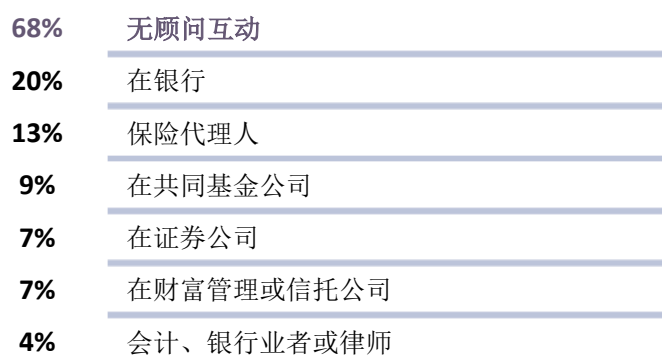 68% 无顾问互动
20% 在银行
13% 保险代理人
9% 在共同基金公司
7% 在证券公司
7% 在财富管理或信托公司
4% 会计、银行业者或律师